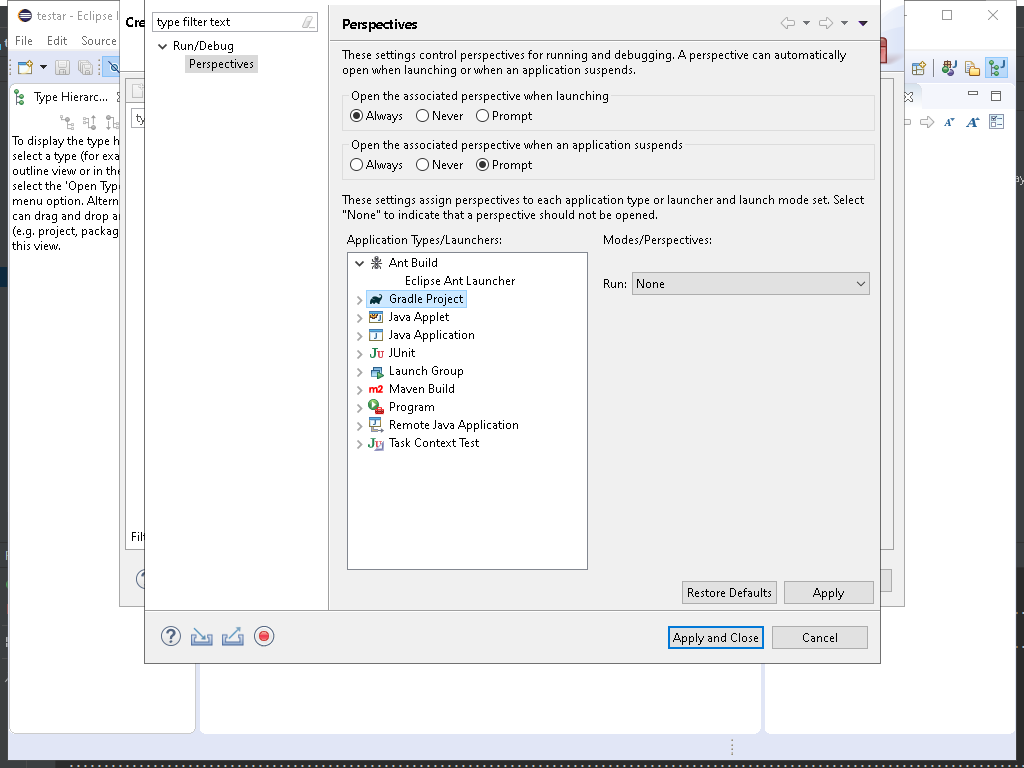 testar - Eclipse I
File Edit Source
Type Hierarc...
To display the type h
select a type (for exa
outline view or in the
select the 'Open Type
menu option. Altern
can drag and drop a
(e.g. project, packag
this view.
Cre
ty
Filt
type filter text
Run/Debug
Perspectives
Perspectives
These settings control perspectives for running and debugging. A perspective can automatically
open when launching or when an application suspends.
Open the associated perspective when launching
Always Never Prompt
Open the associated perspective when an application suspends
Always Never Prompt
These settings assign perspectives to each application type or launcher and launch mode set. Select
"None" to indicate that a perspective should not be opened.
Application Types/Launchers:
Modes/Perspectives:
Ant Build
Eclipse Ant Launcher
Gradle Project
Java Applet
Java Application
JUnit
Launch Group
Maven Build
Program
Remote Java Application
Task Context Test
Run: None
Restore Defaults
Apply
Apply and Close
Cancel